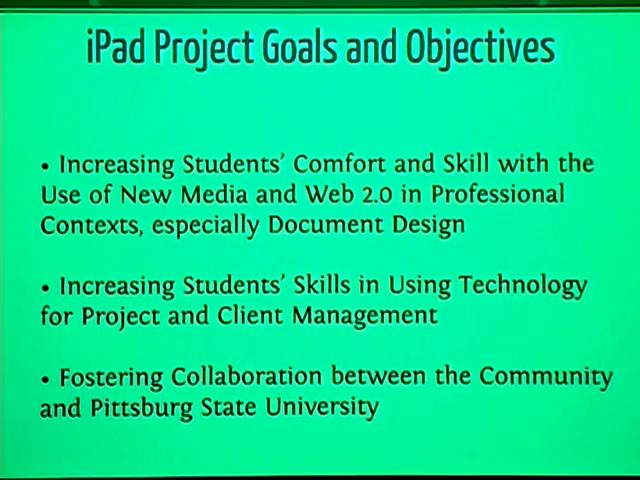 iPad Project Goals and Objectives
• Increasing Students' Comfort and Skill with the
Use of New Media and Web 2.0 in Professional
Contexts, especially Document Design
• Increasing Students' Skills in Using Technology
for Project and Client Management
• Fostering Collaboration between the Community
and Pittsburg State University